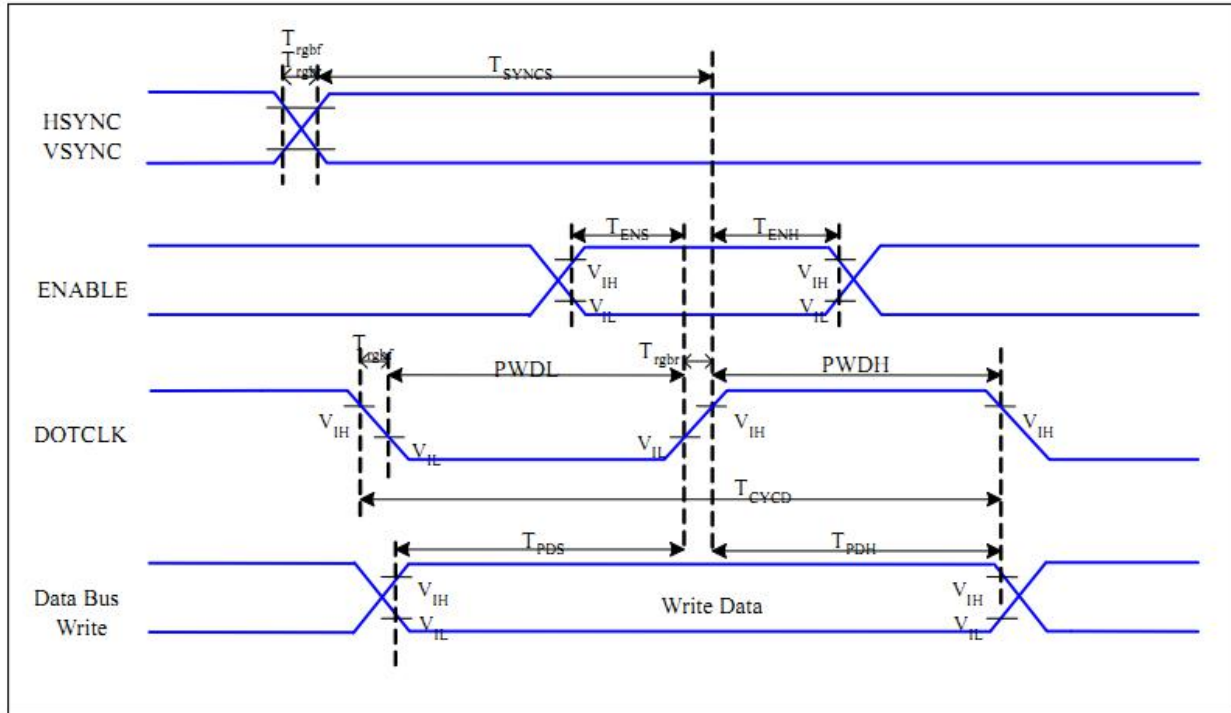 Trgbf
Trgbr
TSYNCS
HSYNC
VSYNC
TENS
TENH
VIH
VIH
ENABLE
VIL
VIL
Trgbf
Trgbr
PWDL
PWDH
VIH
VIH
VIH
DOTCLK
VIL
VIL
TCYCD
TPDS
TPDH
VIH
VIH
Data Bus
Write
Write Data
VIL
VIL